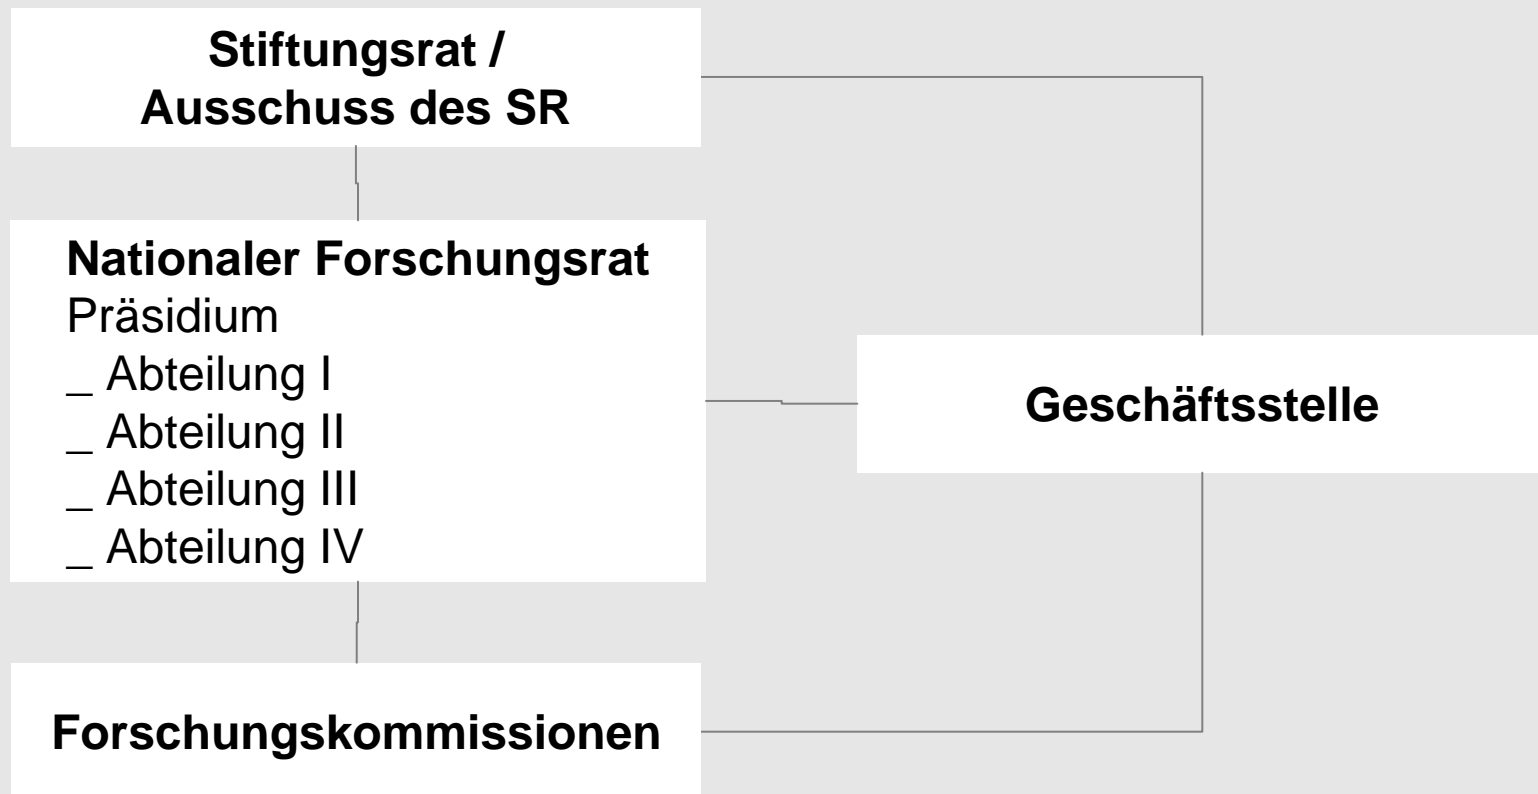 Stiftungsrat /
Ausschuss des SR
Nationaler Forschungsrat
Präsidium
_ Abteilung I
_ Abteilung II
_ Abteilung III
_ Abteilung IV
Geschäftsstelle
Forschungskommissionen